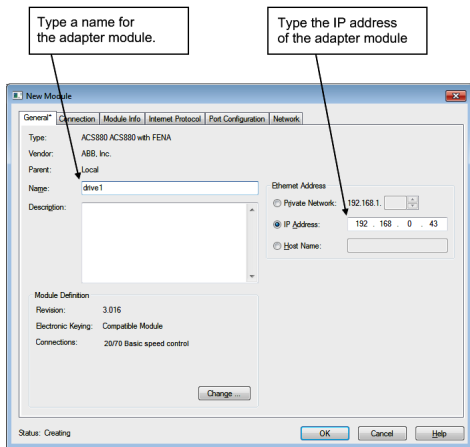 Type a name for
the adapter module.
Type the IP address
of the adapter module
New Module
General* Connection Module Info Internet Protocol Port Configuration Network
Type: ACS880 ACS880 with FENA
Vendor: ABB, Inc.
Parent: Local
Name: drive1
Description:
Ethernet Address
Private Network: 192.168.1.
IP Address: 192 . 168 . 0 . 43
Host Name:
Module Definition
Revision: 3.016
Electronic Keying: Compatible Module
Connections: 20/70 Basic speed control
Change ...
Status: Creating
OK Cancel Help